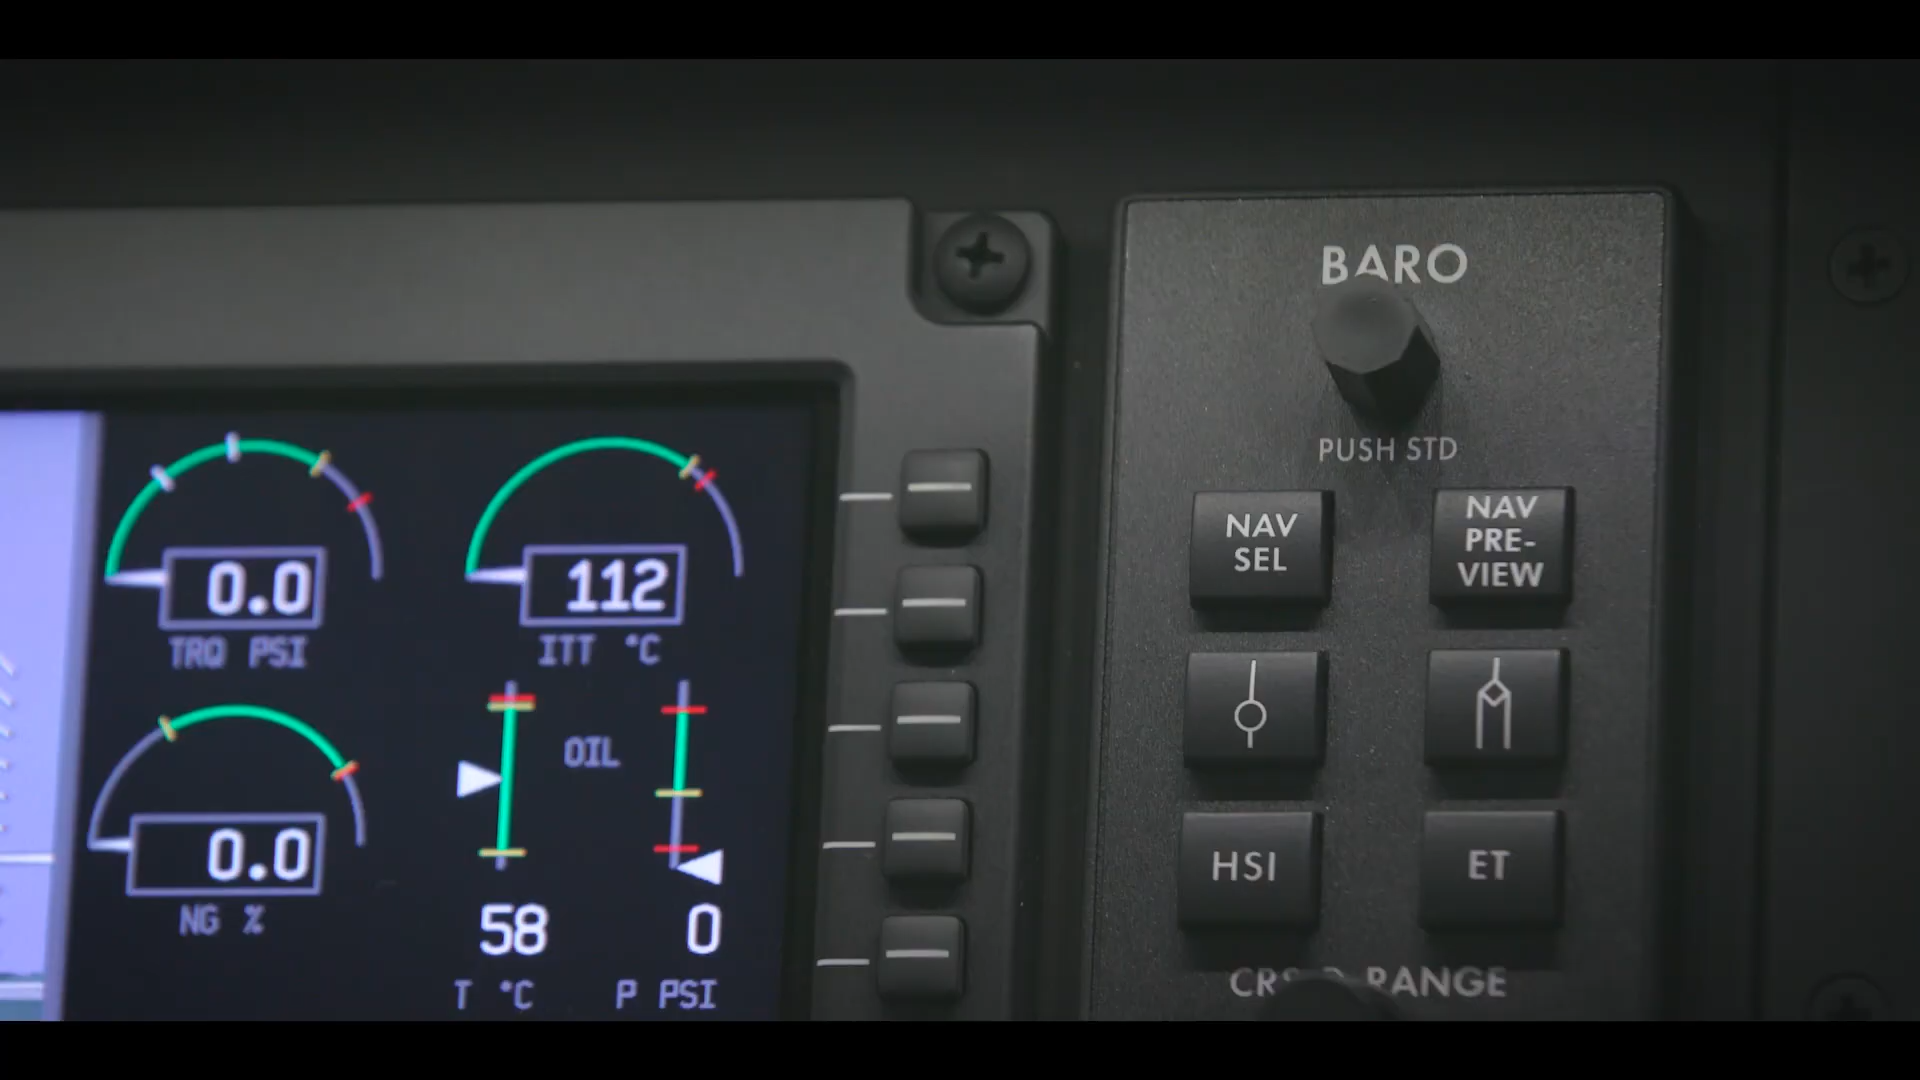 0.0
TRQ PSI
112
ITT °C
0.0
NG %
OIL
58
0
T °C
P PSI
BARO
PUSH STD
NAV
SEL
NAV
PRE-
VIEW
HSI
ET
RANGE